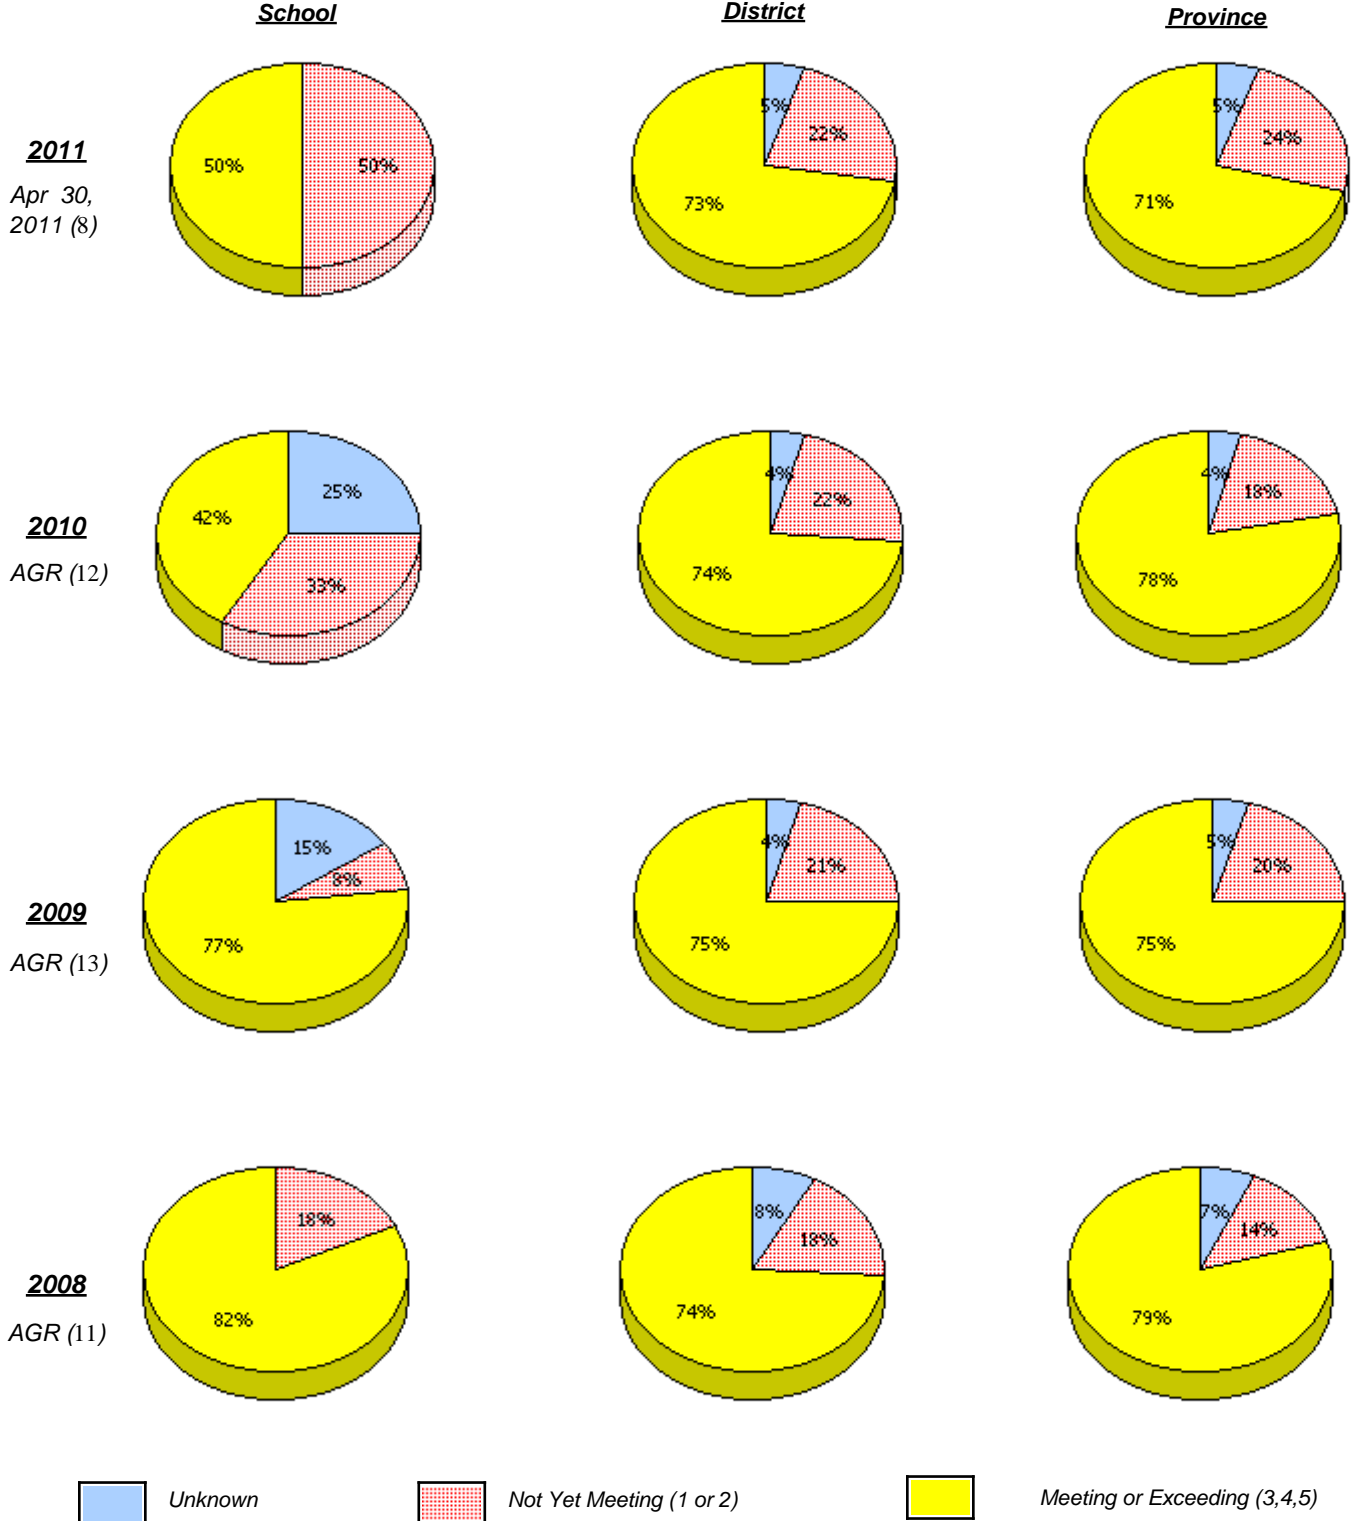 School District Province
2011
Apr 30,
2011 (8)
50% 50%
5% 22% 73%
5% 24% 71%
2010
AGR (12)
42% 25% 33%
4% 22% 74%
4% 18% 78%
2009
AGR (13)
15% 8% 77%
4% 21% 75%
5% 20% 75%
2008
AGR (11)
18% 82%
8% 18% 74%
7% 14% 79%
Unknown Not Yet Meeting (1 or 2) Meeting or Exceeding (3,4,5)